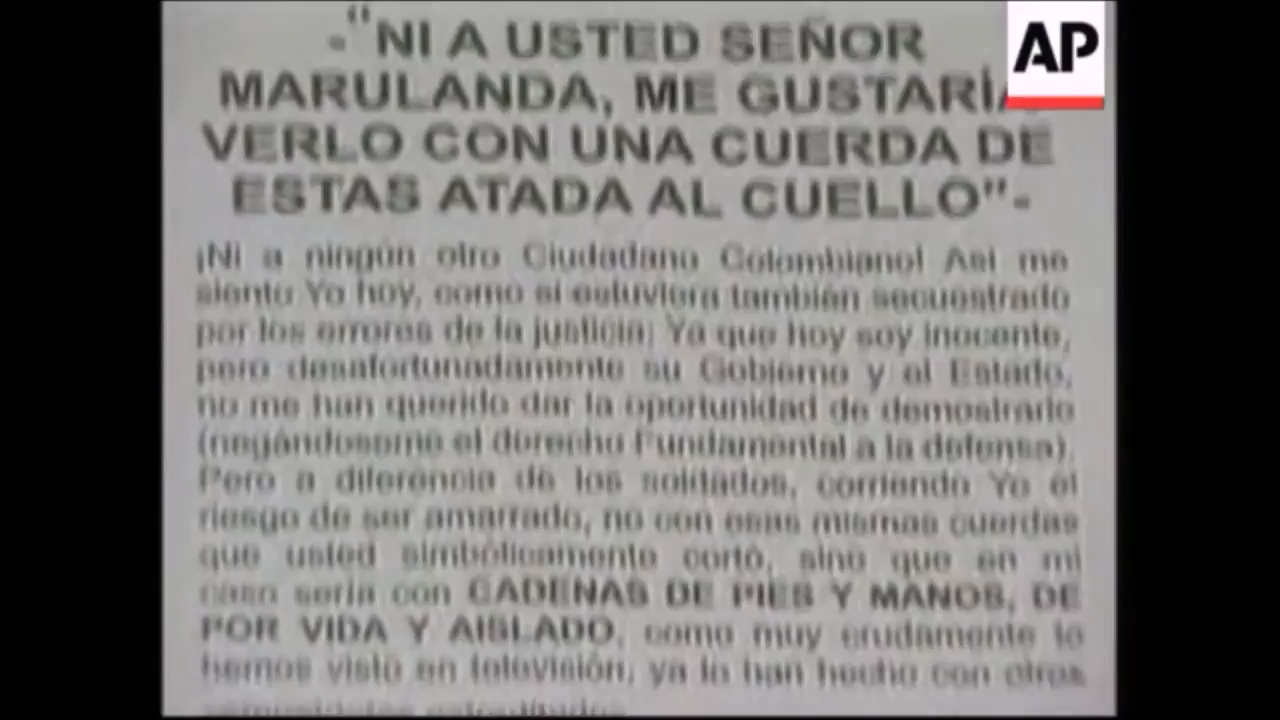 -"NI A USTED SEÑOR
MARULANDA, ME GUSTARÍA
VERLO CON UNA CUERDA DE
ESTAS ATADA AL CUELLO"-
¡Ni a ningún otro Ciudadano Colombiano! Así me
siento Yo hoy, como si estuviera también secuestrado
por los errores de la justicia; Ya que hoy soy inocente,
pero desafortunadamente su Gobierno y el Estado,
no me han querido dar la oportunidad de demostrarlo
(negándoseme el derecho Fundamental a la defensa).
Pero a diferencia de los soldados, corriendo Yo el
riesgo de ser amarrado, no con esas mismas cuerdas
que usted simbólicamente cortó, sino que en mi
caso sería con CADENAS DE PIES Y MANOS, DE
POR VIDA Y AISLADO, como muy crudamente lo
hemos visto en televisión, ya lo han hecho con otros
AP